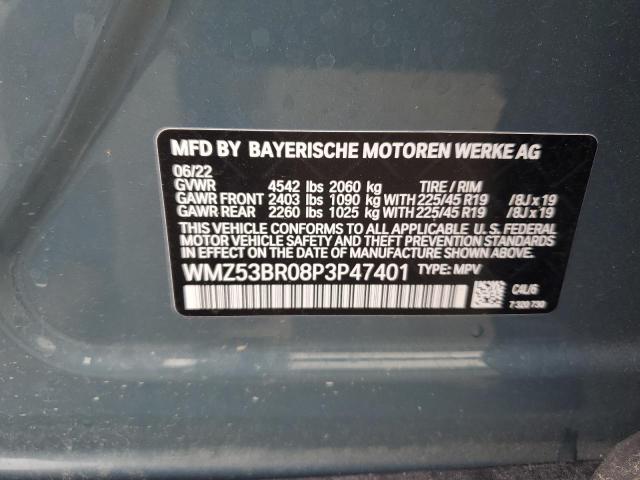 MFD BY BAYERISCHE MOTOREN WERKE AG
06/22
GVWR 4542 lbs 2060 kg TIRE / RIM
GAWR FRONT 2403 lbs 1090 kg WITH 225/45 R19 /8J x 19
GAWR REAR 2260 lbs 1025 kg WITH 225/45 R19 /8J x 19
THIS VEHICLE CONFORMS TO ALL APPLICABLE U. S. FEDERAL
MOTOR VEHICLE SAFETY, BUMPER, AND THEFT PREVENTION STANDARDS
IN EFFECT ON THE DATE OF MANUFACTURE SHOWN ABOVE.
WMZ53BR08P3P47401 TYPE: MPV
C4U/6